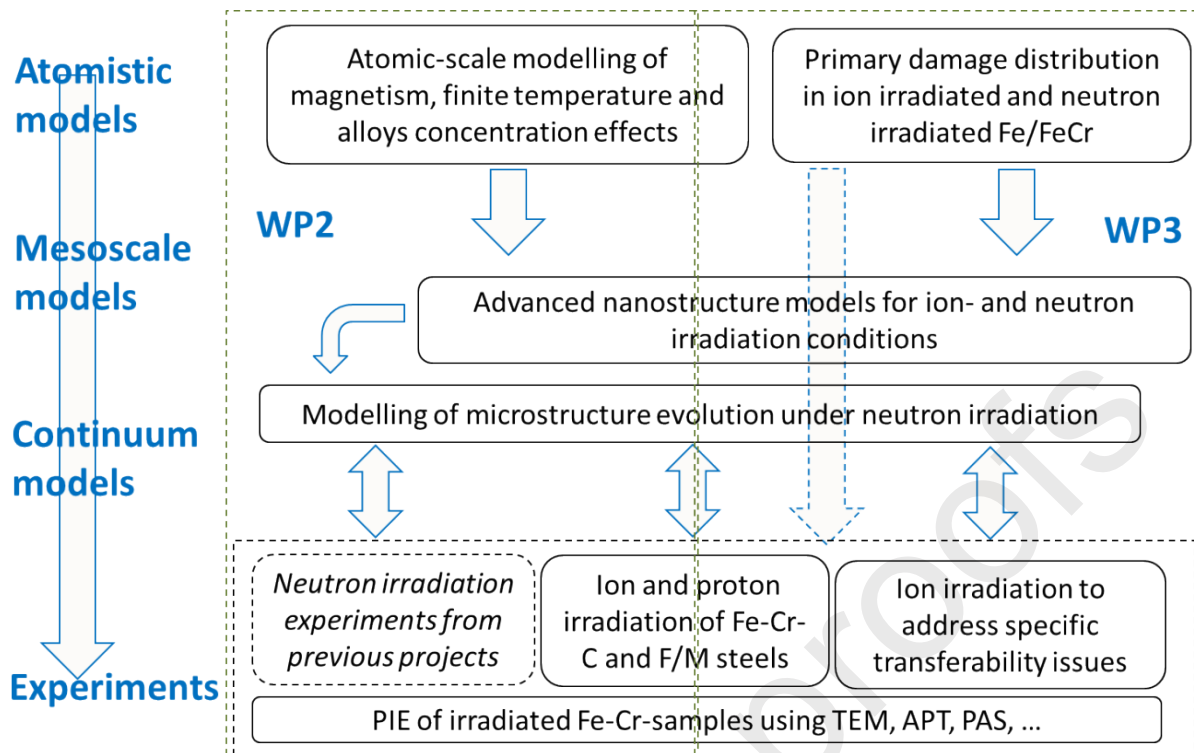 Atomistic
models
Atomic-scale modelling of
magnetism, finite temperature and
alloys concentration effects
Primary damage distribution
in ion irradiated and neutron
irradiated Fe/FeCr
WP2
WP3
Mesoscale
models
Advanced nanostructure models for ion- and neutron
irradiation conditions
Modelling of microstructure evolution under neutron irradiation
Continuum
models
Neutron irradiation
experiments from
previous projects
Ion and proton
irradiation of Fe-Cr-
C and F/M steels
Ion irradiation to
address specific
transferability issues
Experiments
PIE of irradiated Fe-Cr-samples using TEM, APT, PAS, ...
proofs